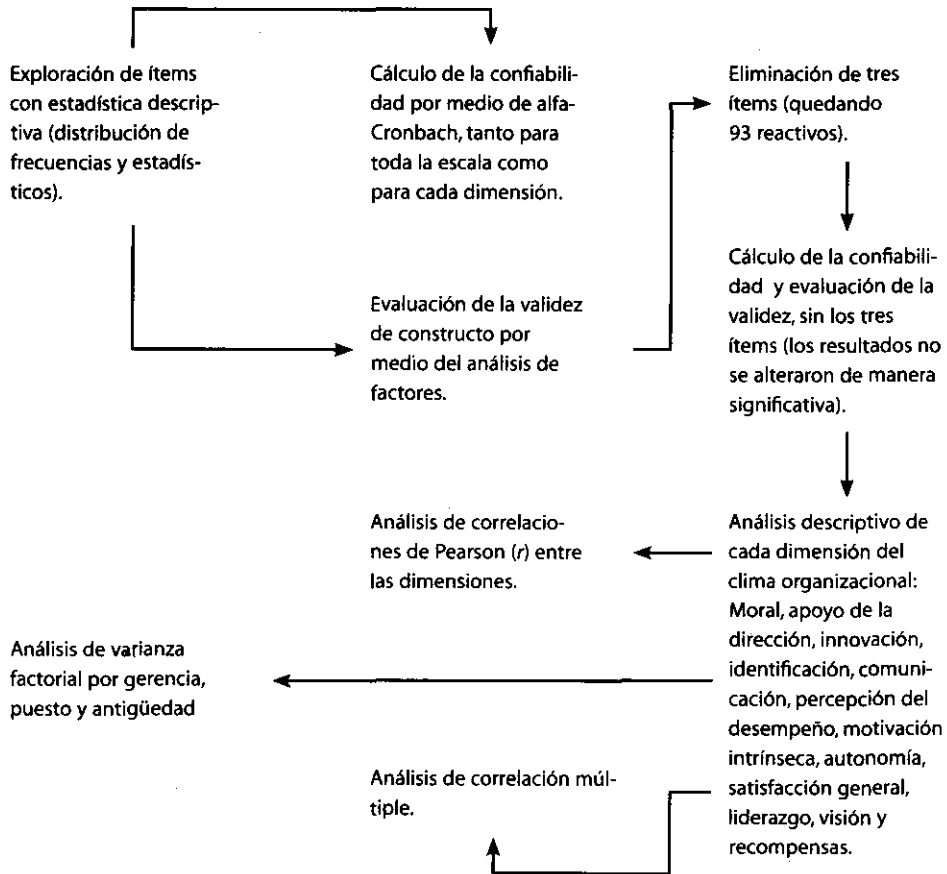 Exploración de ítems
con estadística descrip-
tiva (distribución de
frecuencias y estadís-
ticos).
Cálculo de la confiabili-
dad por medio de alfa-
Cronbach, tanto para
toda la escala como
para cada dimensión.
Eliminación de tres
ítems (quedando
93 reactivos).
Evaluación de la validez
de constructo por
medio del análisis de
factores.
Cálculo de la confiabili-
dad y evaluación de la
validez, sin los tres
ítems (los resultados no
se alteraron de manera
significativa).
Análisis de correlacio-
nes de Pearson (r) entre
las dimensiones.
Análisis descriptivo de
cada dimensión del
clima organizacional:
Moral, apoyo de la
dirección, innovación,
identificación, comuni-
cación, percepción del
desempeño, motivación
intrínseca, autonomía,
satisfacción general,
liderazgo, visión y
recompensas.
Análisis de varianza
factorial por gerencia,
puesto y antigüedad
Análisis de correlación múl-
tiple.